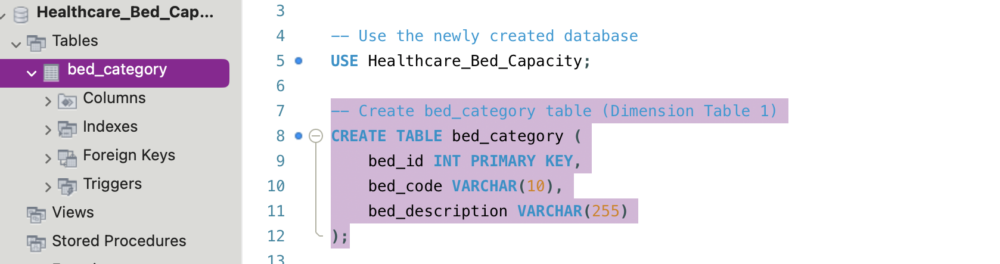 Healthcare_Bed_Cap...
Tables
bed_category
Columns
Indexes
Foreign Keys
Triggers
Views
Stored Procedures
3
4 -- Use the newly created database
5 USE Healthcare_Bed_Capacity;
6
7 -- Create bed_category table (Dimension Table 1)
8 CREATE TABLE bed_category (
9 bed_id INT PRIMARY KEY,
10 bed_code VARCHAR(10),
11 bed_description VARCHAR(255)
12 );
13